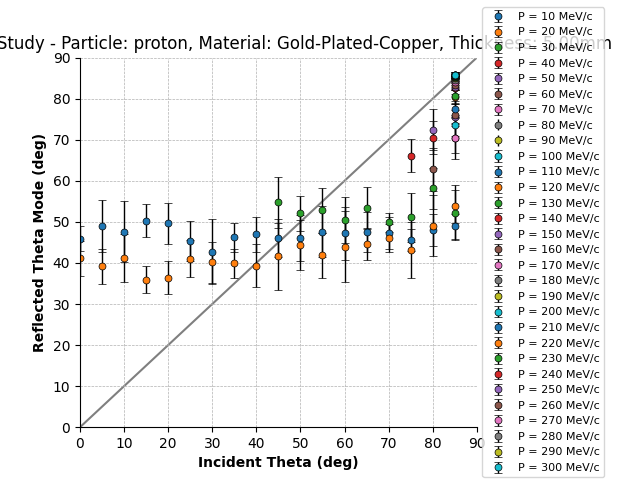 Study - Particle: proton, Material: Gold-Plated-Copper, Thickness: 5.00mm
Reflected Theta Mode (deg)
90
80
70
60
50
40
30
20
10
0
0 10 20 30 40 50 60 70 80 90
Incident Theta (deg)
P = 10 MeV/c
P = 20 MeV/c
P = 30 MeV/c
P = 40 MeV/c
P = 50 MeV/c
P = 60 MeV/c
P = 70 MeV/c
P = 80 MeV/c
P = 90 MeV/c
P = 100 MeV/c
P = 110 MeV/c
P = 120 MeV/c
P = 130 MeV/c
P = 140 MeV/c
P = 150 MeV/c
P = 160 MeV/c
P = 170 MeV/c
P = 180 MeV/c
P = 190 MeV/c
P = 200 MeV/c
P = 210 MeV/c
P = 220 MeV/c
P = 230 MeV/c
P = 240 MeV/c
P = 250 MeV/c
P = 260 MeV/c
P = 270 MeV/c
P = 280 MeV/c
P = 290 MeV/c
P = 300 MeV/c